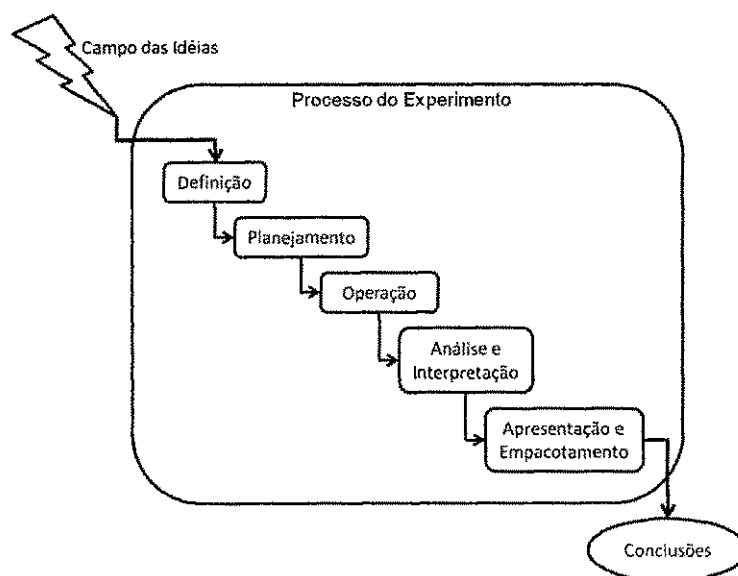 Campo das Idéias
Processo do Experimento
Definição
Planejamento
Operação
Análise e
Interpretação
Apresentação e
Empacotamento
Conclusões